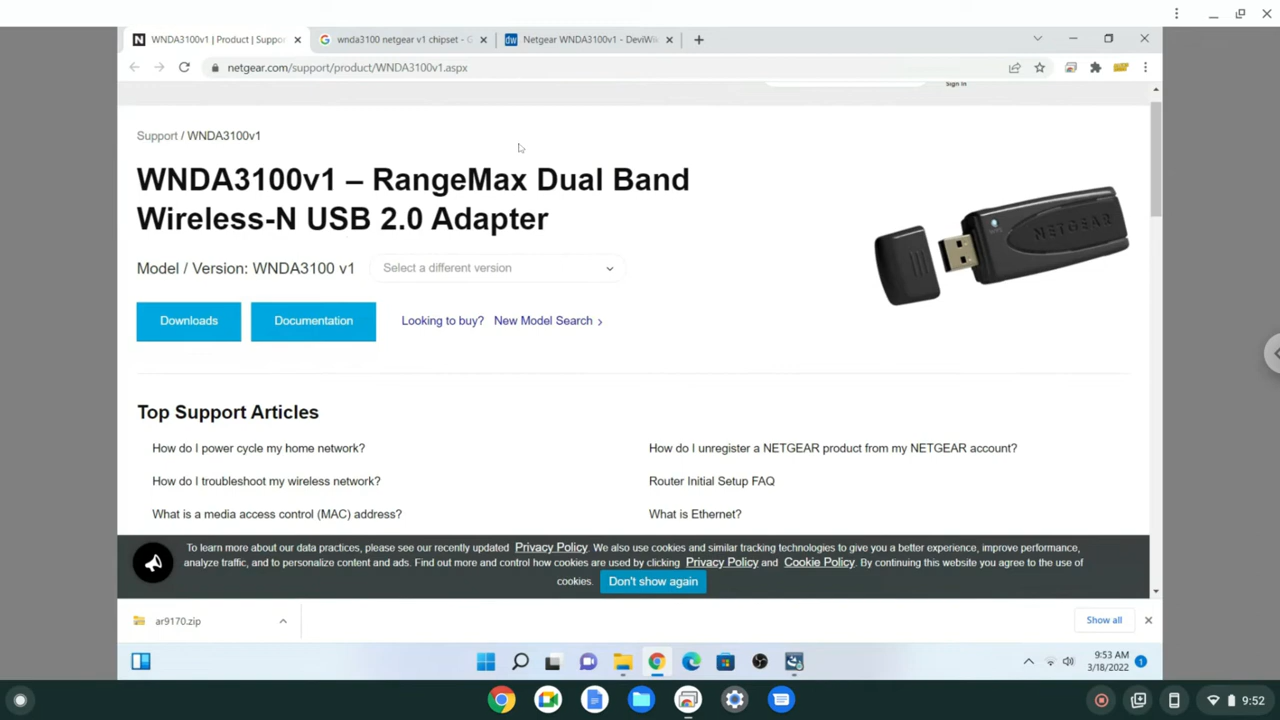 WNDA3100v1 | Product | Suppor
wnda3100 netgear v1 chipset - G
dw Netgear WNDA3100v1 - DeviWi
netgear.com/support/product/WNDA3100v1.aspx
Sign In
Support / WNDA3100v1
WNDA3100v1 – RangeMax Dual Band
Wireless-N USB 2.0 Adapter
NETGEAR
Model / Version: WNDA3100 v1
Select a different version
Downloads
Documentation
Looking to buy? New Model Search
Top Support Articles
How do I power cycle my home network?
How do I unregister a NETGEAR product from my NETGEAR account?
How do I troubleshoot my wireless network?
Router Initial Setup FAQ
What is a media access control (MAC) address?
What is Ethernet?
To learn more about our data practices, please see our recently updated Privacy Policy. We also use cookies and similar tracking technologies to give you a better experience, improve performance,
analyze traffic, and to personalize content and ads. Find out more and control how cookies are used by clicking Privacy Policy and Cookie Policy. By continuing this website you agree to the use of
cookies. Don't show again
ar9170.zip
Show all
9:53 AM
3/18/2022
1
9:52